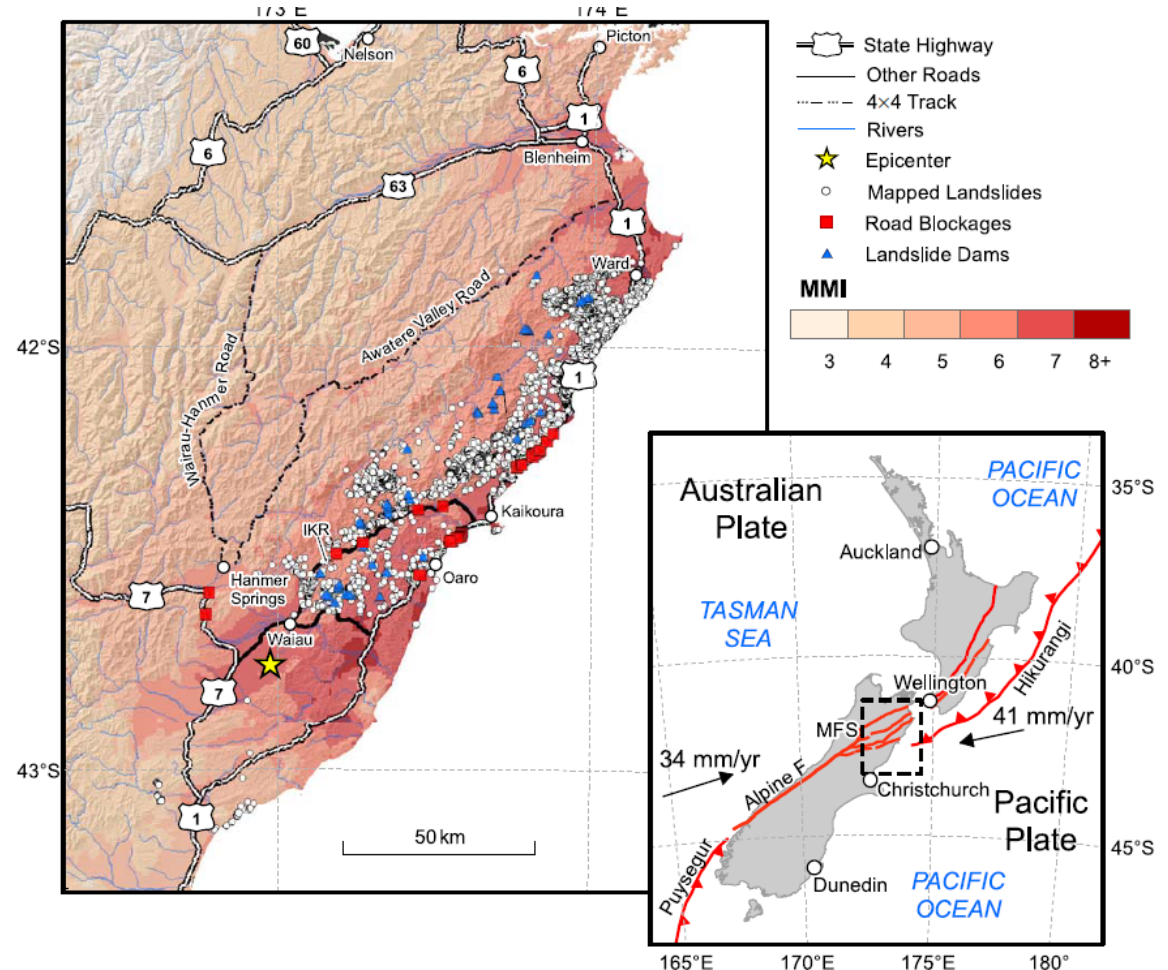 173°E
174°E
60
Nelson
Picton
6
1
6
Blenheim
63
1
Ward
Awatere Valley Road
Wairau-Hanmer Road
42°S
1
IKR
Kaikoura
Hanmer
Springs
Oaro
7
Waiau
7
43°S
1
50 km
State Highway
Other Roads
4×4 Track
Rivers
Epicenter
Mapped Landslides
Road Blockages
Landslide Dams
MMI
3
4
5
6
7
8+
Australian
Plate
PACIFIC
OCEAN
35°S
Auckland
TASMAN
SEA
Hikurangi
40°S
Wellington
MFS
41 mm/yr
34 mm/yr
Alpine F
Christchurch
Pacific
Plate
45°S
Puysegur
Dunedin
PACIFIC
OCEAN
165°E
170°E
175°E
180°